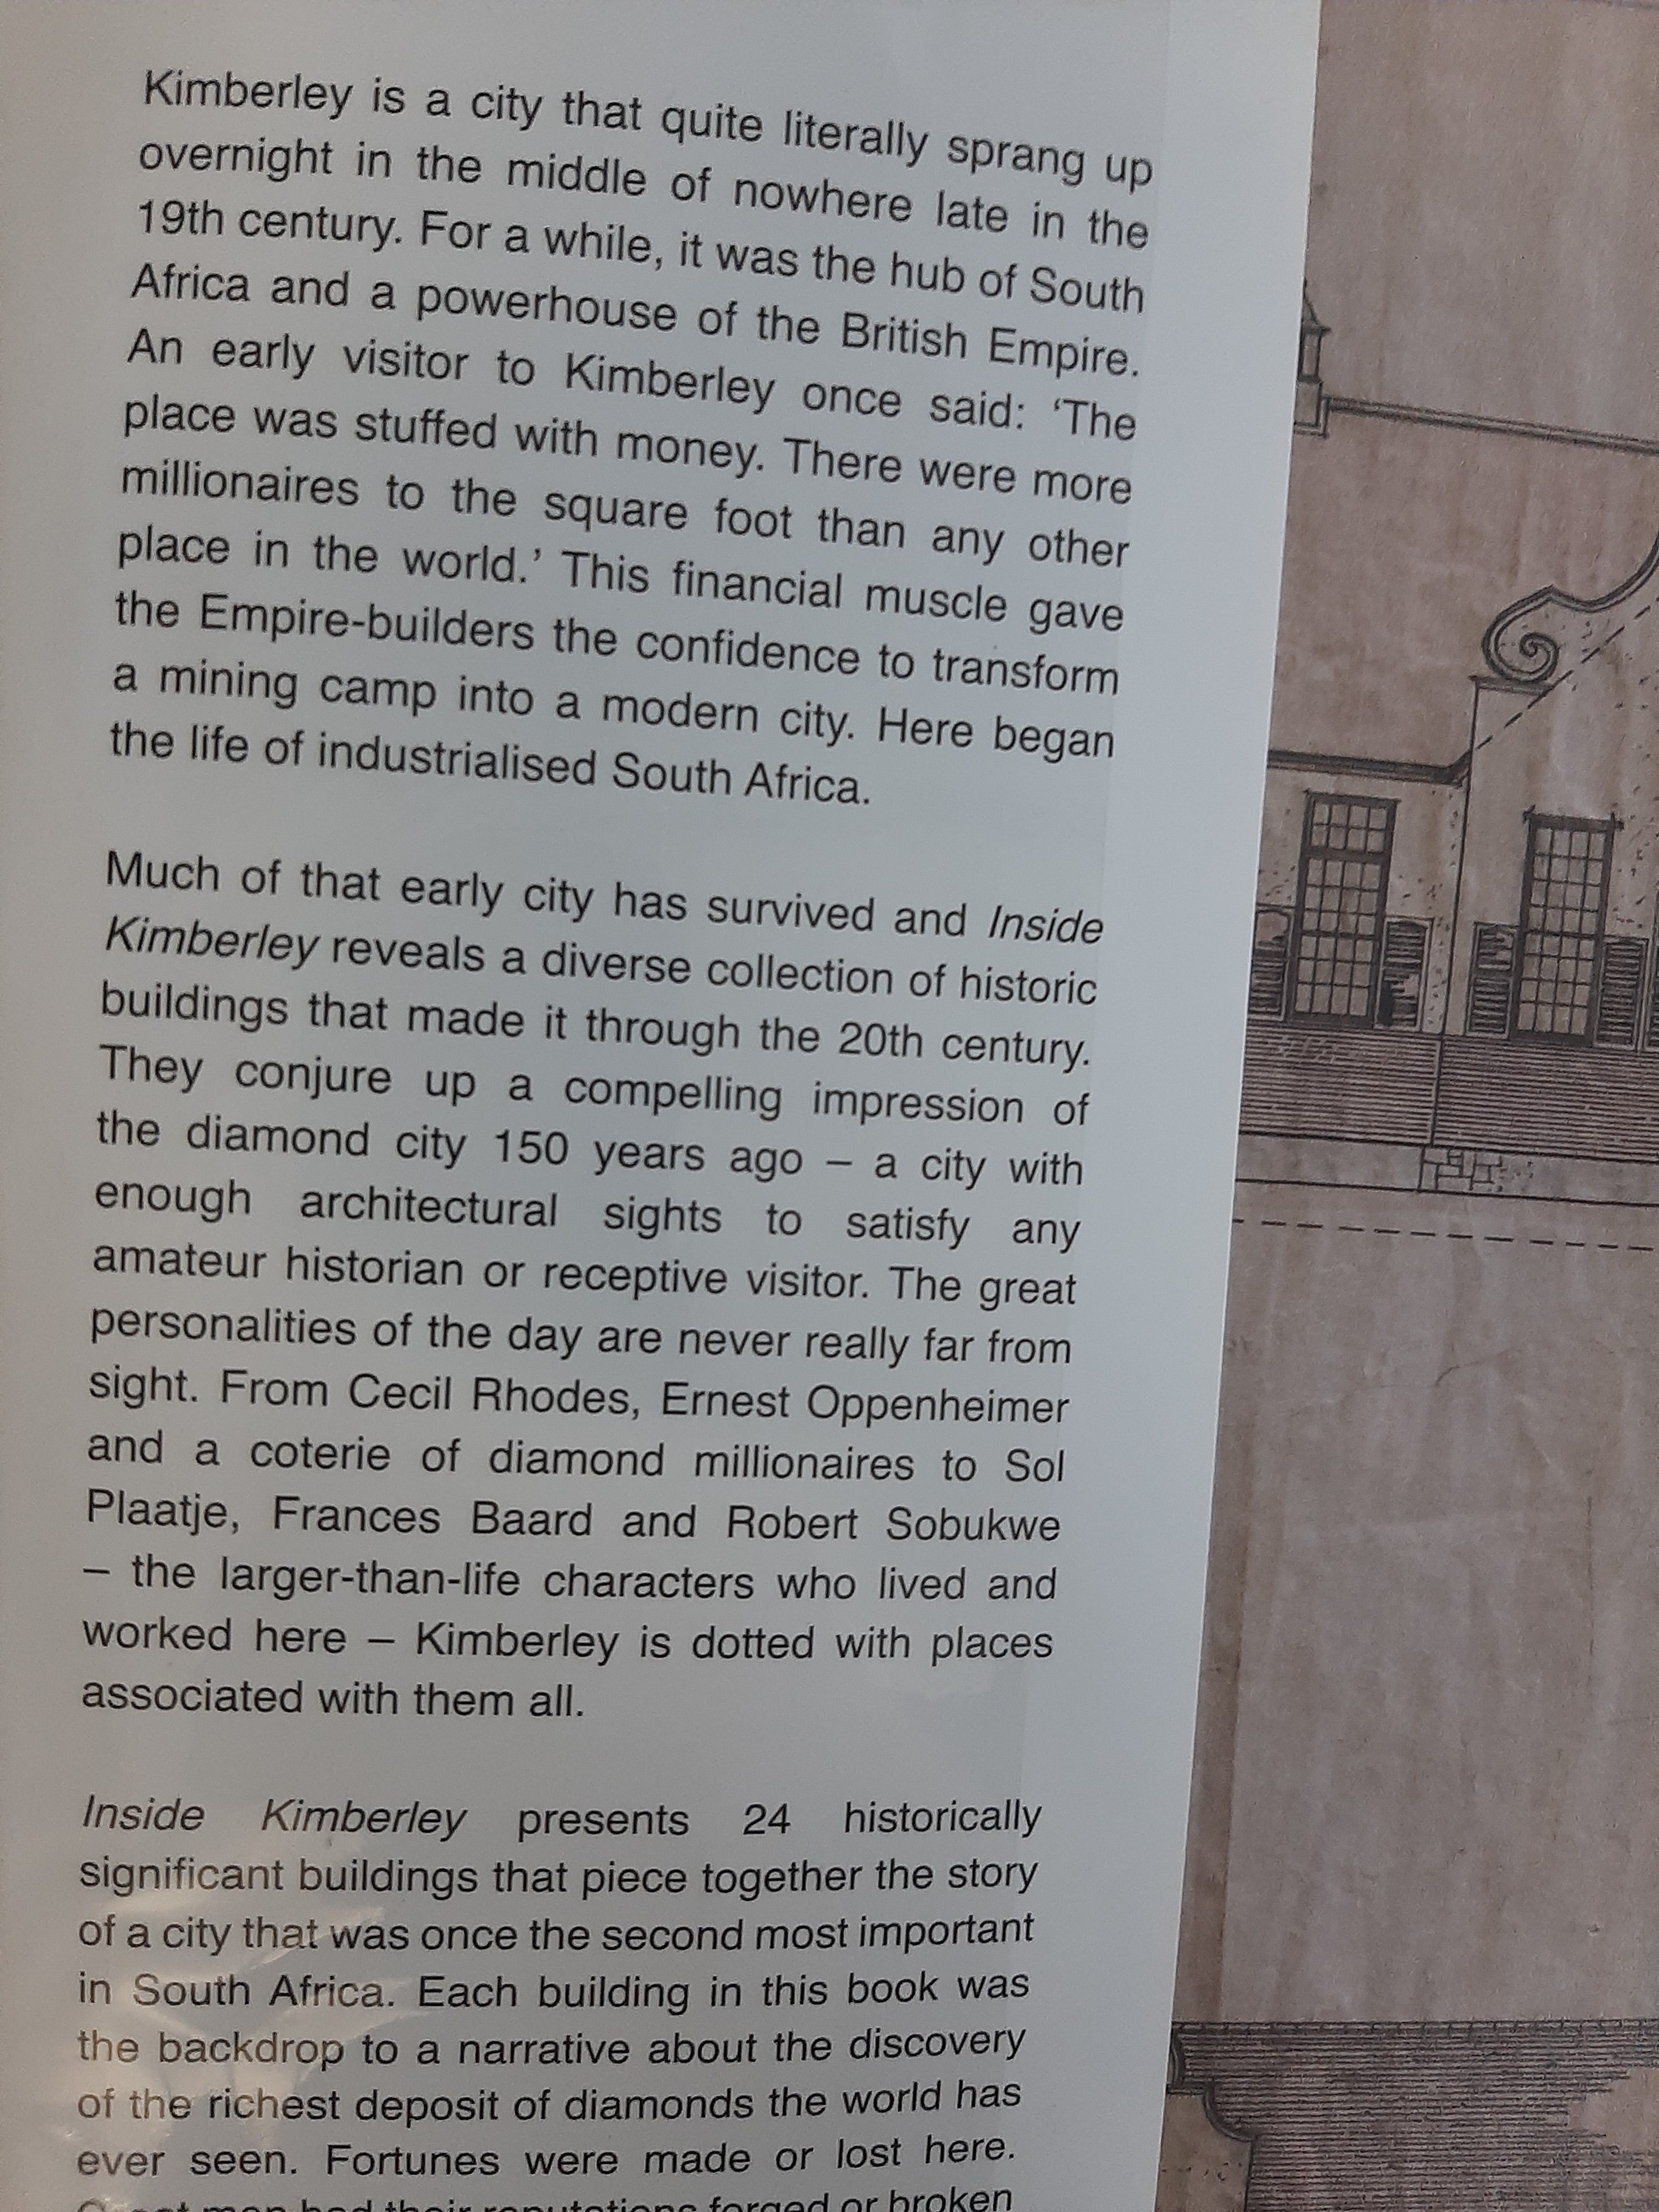 Kimberley is a city that quite literally sprang up
overnight in the middle of nowhere late in the
19th century. For a while, it was the hub of South
Africa and a powerhouse of the British Empire.
An early visitor to Kimberley once said: ‘The
place was stuffed with money. There were more
millionaires to the square foot than any other
place in the world.’ This financial muscle gave
the Empire-builders the confidence to transform
a mining camp into a modern city. Here began
the life of industrialised South Africa.
Much of that early city has survived and Inside
Kimberley reveals a diverse collection of historic
buildings that made it through the 20th century.
They conjure up a compelling impression of
the diamond city 150 years ago – a city with
enough architectural sights to satisfy any
amateur historian or receptive visitor. The great
personalities of the day are never really far from
sight. From Cecil Rhodes, Ernest Oppenheimer
and a coterie of diamond millionaires to Sol
Plaatje, Frances Baard and Robert Sobukwe
– the larger-than-life characters who lived and
worked here – Kimberley is dotted with places
associated with them all.
Inside Kimberley presents 24 historically
significant buildings that piece together the story
of a city that was once the second most important
in South Africa. Each building in this book was
the backdrop to a narrative about the discovery
of the richest deposit of diamonds the world has
ever seen. Fortunes were made or lost here.
Great men had their reputations forged or broken